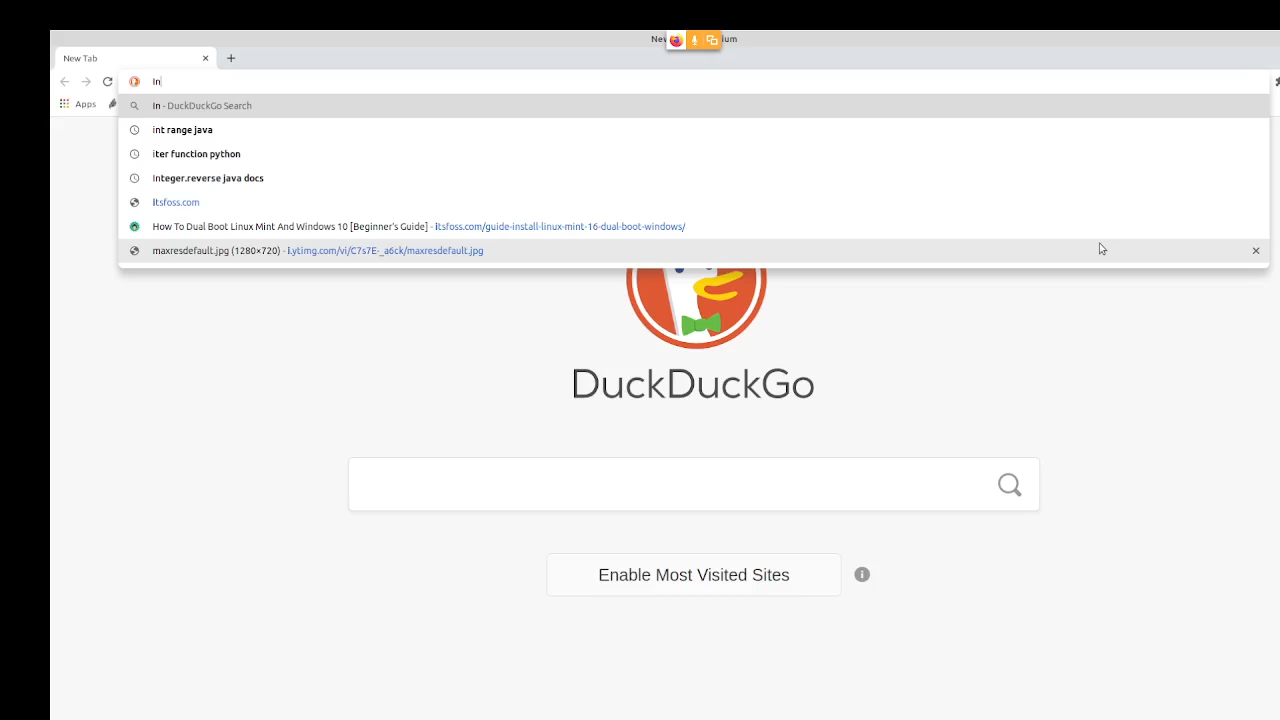 ium
New Tab
In
Apps
In - DuckDuckGo Search
int range java
iter function python
Integer.reverse java docs
itsfoss.com
How To Dual Boot Linux Mint And Windows 10 [Beginner's Guide] - itsfoss.com/guide-install-linux-mint-16-dual-boot-windows/
maxresdefault.jpg (1280×720) - i.ytimg.com/vi/C7s7E-_a6ck/maxresdefault.jpg
DuckDuckGo
Enable Most Visited Sites